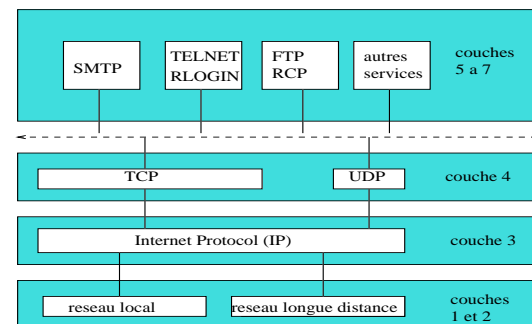 SMTP
TELNET
RLOGIN
FTP
RCP
autres
services
couches
5 a 7
TCP
UDP
couche 4
Internet Protocol (IP)
couche 3
reseau local
reseau longue distance
couches
1 et 2